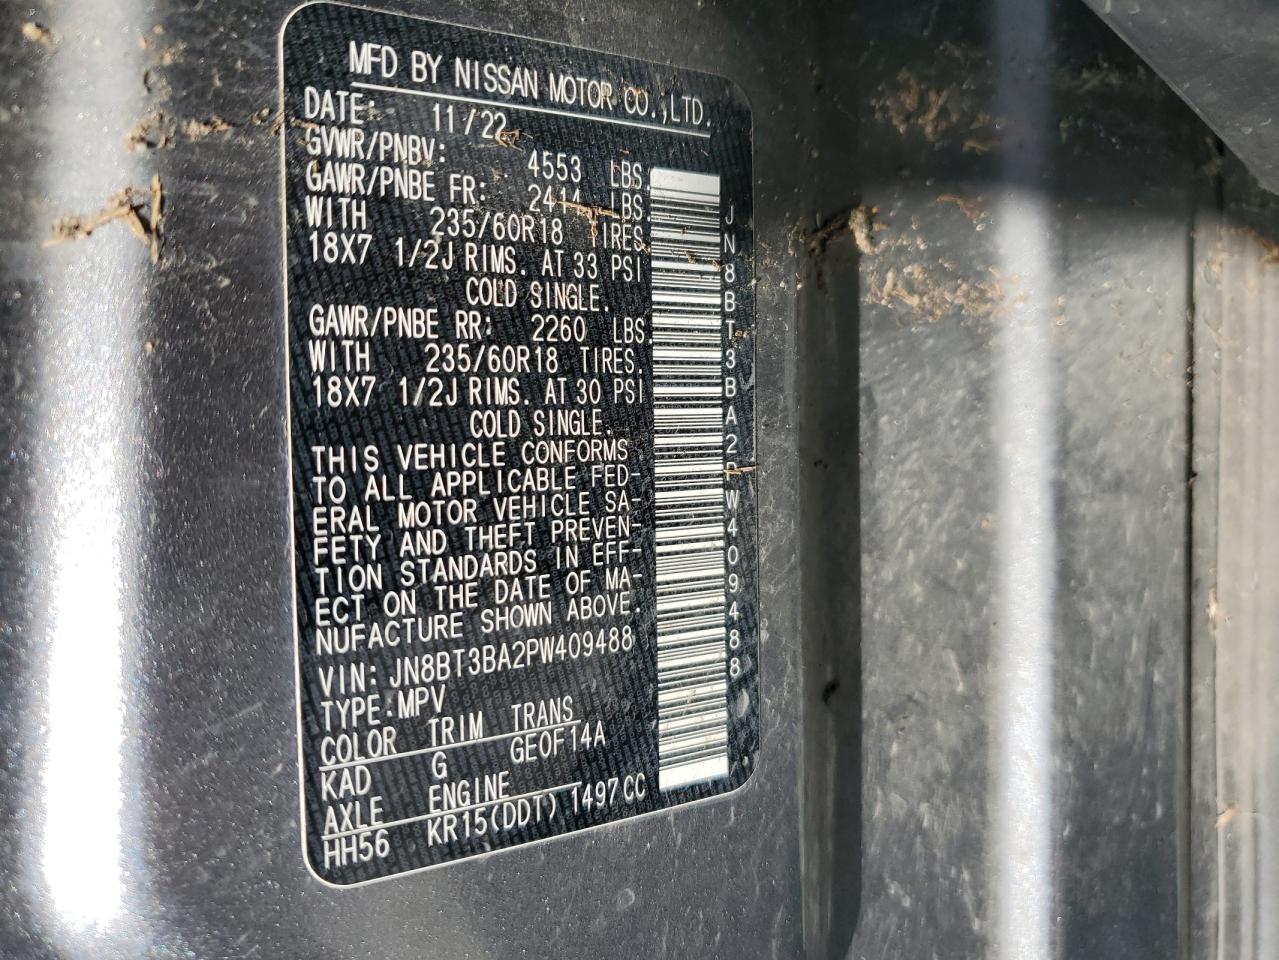 MFD BY NISSAN MOTOR CO.,LTD.
DATE: 11/22
GVWR/PNBV: 4553 LBS.
GAWR/PNBE FR: 2414 LBS.
WITH 235/60R18 TIRES.
18X7 1/2J RIMS. AT 33 PSI
COLD SINGLE.
GAWR/PNBE RR: 2260 LBS.
WITH 235/60R18 TIRES.
18X7 1/2J RIMS. AT 30 PSI
COLD SINGLE.
THIS VEHICLE CONFORMS
TO ALL APPLICABLE FED-
ERAL MOTOR VEHICLE SA-
FETY AND THEFT PREVEN-
TION STANDARDS IN EFF-
ECT ON THE DATE OF MA-
NUFACTURE SHOWN ABOVE.
VIN: JN8BT3BA2PW409488
TYPE:MPV
COLOR TRIM TRANS
KAD G GE0F14A
AXLE ENGINE
HH56 KR15(DDT) 1497CC
JN8BT3BA2PW409488